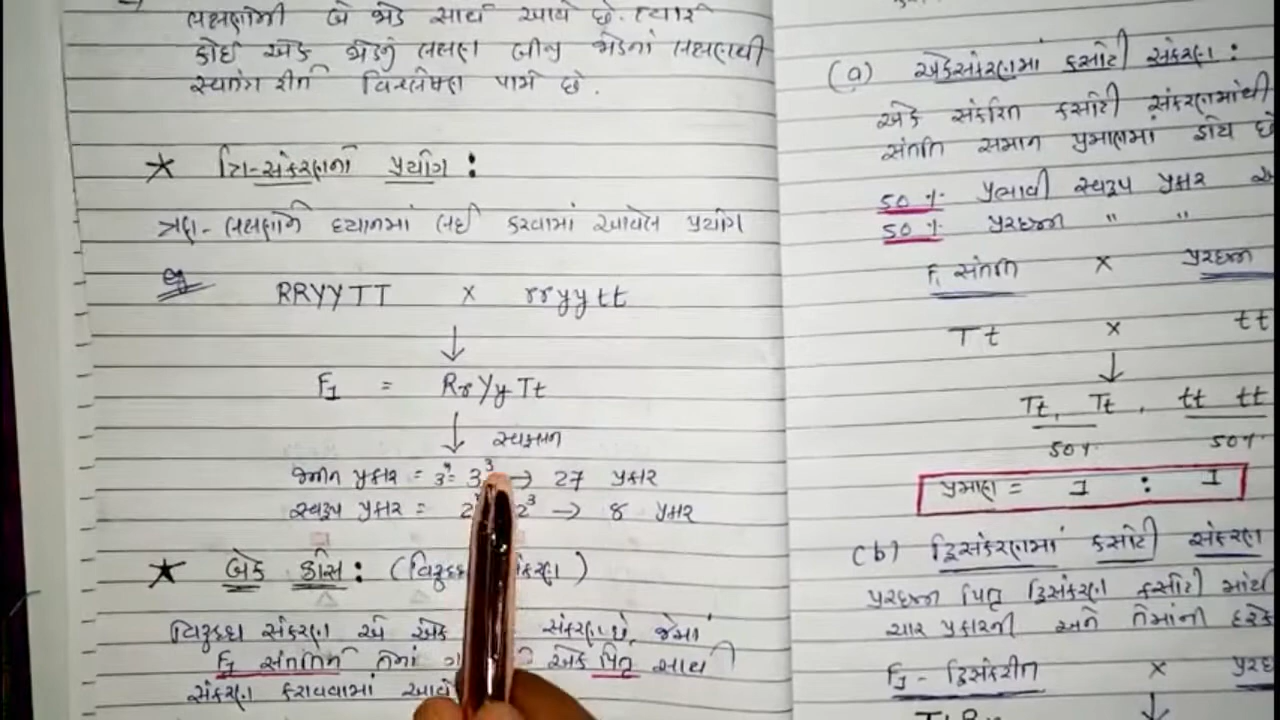 લક્ષણોની બે જોડ સાથે આવે છે. ત્યારે
કોઈ એક જોડનું લક્ષણ બીજી જોડનાં લક્ષણથી
સ્વતંત્ર રીતે વિશ્લેષણ પામે છે.
* ત્રિ-સંકરણનો પ્રયોગ :
ત્રણ - લક્ષણોને ધ્યાનમાં લઈ કરવામાં આવેલ પ્રયોગ
eg RRYYTT x rryytt
↓
F1 = RrYyTt
↓ સ્વફલન
જનીન પ્રકાર = 3ⁿ= 3³ → 27 પ્રકાર
સ્વરૂપ પ્રકાર = 2 2³ → 8 પ્રકાર
* બેક ક્રોસ : (વિરુદ્ધ
વિરુદ્ધ સંકરણ એ એક સંકરણ છે, જેમાં
F1 સંતતિને તેનાં એક પિતૃ સાથે
સંકરણ કરાવવામાં આવે
(a) એકસંકરણમાં કસોટી સંકરણ :
એક સંકરિત કસોટી સંકરણમાંથી
સંતતિ સમાન પ્રમાણમાં હોય છે
50 % પ્રભાવી સ્વરૂપ પ્રકાર
50 % પ્રચ્છન્ન " "
F1 સંતતિ x પ્રચ્છન્ન
Tt x tt
↓
Tt, Tt, tt tt
50% 50%
પ્રમાણ = 1 : 1
(b) દ્વિસંકરણમાં કસોટી સંકરણ
પ્રચ્છન્ન પિતૃ દ્વિસંકરણ કસોટી માંથી
ચાર પ્રકારની અને તેમાંની દરેક
F1 - દ્વિસંકરીત x
↓